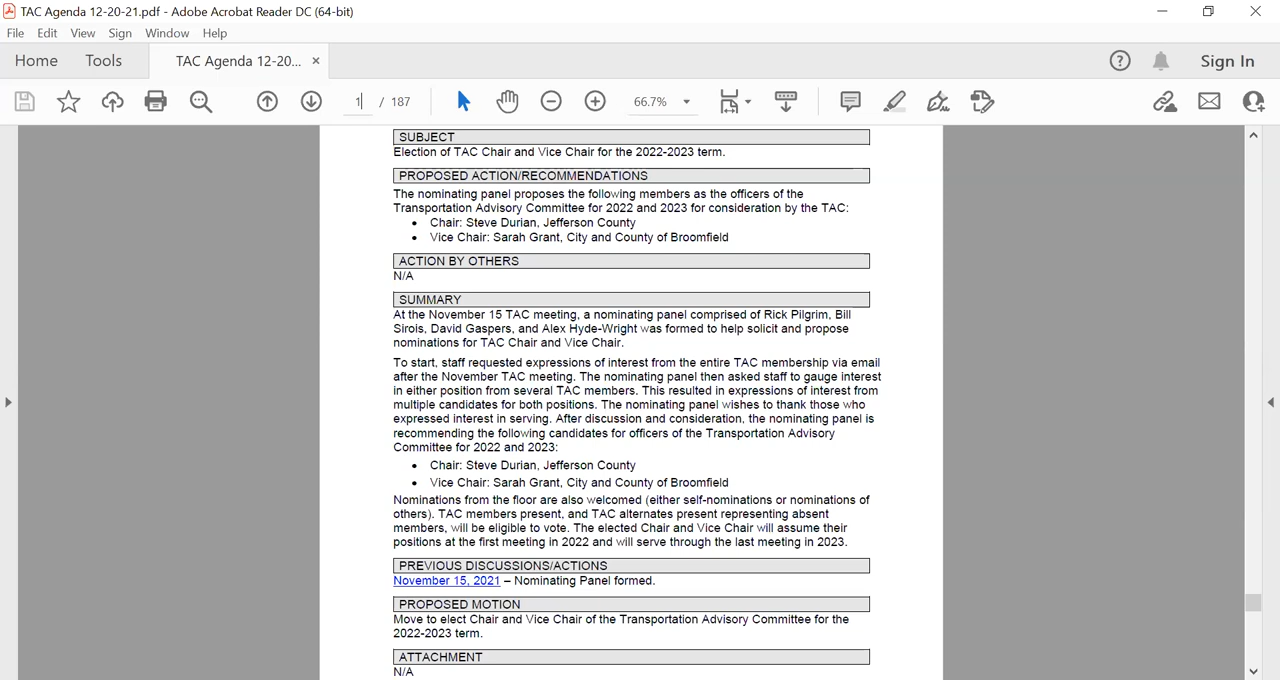 TAC Agenda 12-20-21.pdf - Adobe Acrobat Reader DC (64-bit)
File Edit View Sign Window Help
Home Tools TAC Agenda 12-20... × Sign In
1 / 187 66.7%
SUBJECT
Election of TAC Chair and Vice Chair for the 2022-2023 term.
PROPOSED ACTION/RECOMMENDATIONS
The nominating panel proposes the following members as the officers of the
Transportation Advisory Committee for 2022 and 2023 for consideration by the TAC:
• Chair: Steve Durian, Jefferson County
• Vice Chair: Sarah Grant, City and County of Broomfield
ACTION BY OTHERS
N/A
SUMMARY
At the November 15 TAC meeting, a nominating panel comprised of Rick Pilgrim, Bill
Sirois, David Gaspers, and Alex Hyde-Wright was formed to help solicit and propose
nominations for TAC Chair and Vice Chair.
To start, staff requested expressions of interest from the entire TAC membership via email
after the November TAC meeting. The nominating panel then asked staff to gauge interest
in either position from several TAC members. This resulted in expressions of interest from
multiple candidates for both positions. The nominating panel wishes to thank those who
expressed interest in serving. After discussion and consideration, the nominating panel is
recommending the following candidates for officers of the Transportation Advisory
Committee for 2022 and 2023:
• Chair: Steve Durian, Jefferson County
• Vice Chair: Sarah Grant, City and County of Broomfield
Nominations from the floor are also welcomed (either self-nominations or nominations of
others). TAC members present, and TAC alternates present representing absent
members, will be eligible to vote. The elected Chair and Vice Chair will assume their
positions at the first meeting in 2022 and will serve through the last meeting in 2023.
PREVIOUS DISCUSSIONS/ACTIONS
November 15, 2021 – Nominating Panel formed.
PROPOSED MOTION
Move to elect Chair and Vice Chair of the Transportation Advisory Committee for the
2022-2023 term.
ATTACHMENT
N/A